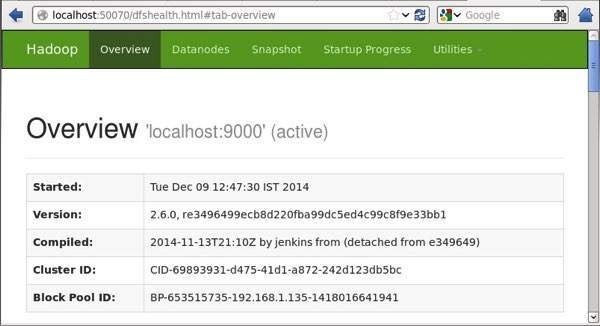 localhost:50070/dfshealth.html#tab-overview Google
Hadoop Overview Datanodes Snapshot Startup Progress Utilities
Overview 'localhost:9000' (active)
Started: Tue Dec 09 12:47:30 IST 2014
Version: 2.6.0, re3496499ecb8d220fba99dc5ed4c99c8f9e33bb1
Compiled: 2014-11-13T21:10Z by jenkins from (detached from e349649)
Cluster ID: CID-69893931-d475-41d1-a872-242d123db5bc
Block Pool ID: BP-653515735-192.168.1.135-1418016641941